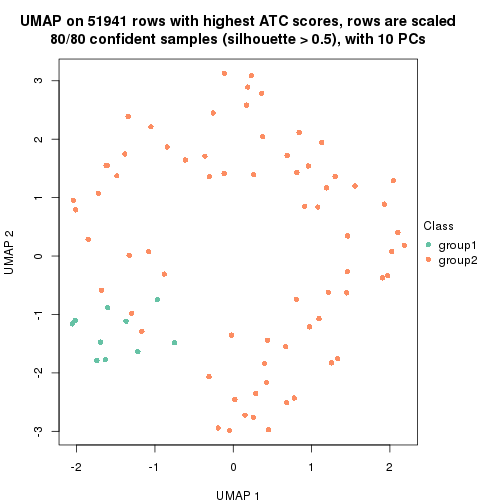 UMAP on 51941 rows with highest ATC scores, rows are scaled
80/80 confident samples (silhouette > 0.5), with 10 PCs
3
2
1
0
-1
-2
-3
UMAP 2
Class
group1
group2
-2
-1
0
1
2
UMAP 1